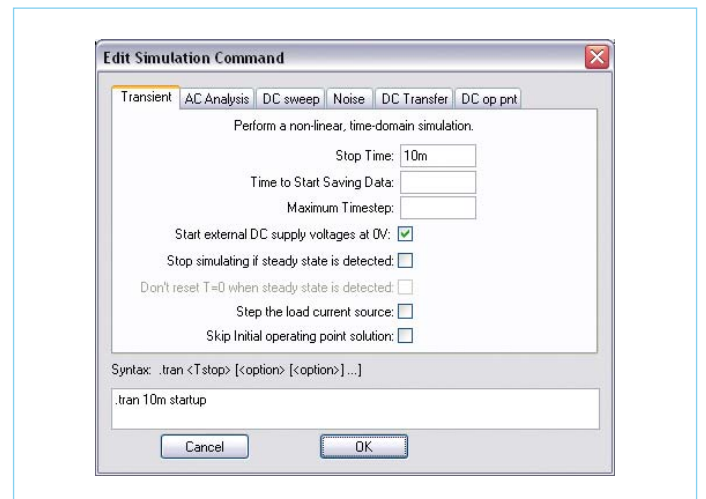 Edit Simulation Command
Transient AC Analysis DC sweep Noise DC Transfer DC op pnt
Perform a non-linear, time-domain simulation.
Stop Time: 10m
Time to Start Saving Data:
Maximum Timestep:
Start external DC supply voltages at 0V:
Stop simulating if steady state is detected:
Don't reset T=0 when steady state is detected:
Step the load current source:
Skip Initial operating point solution:
Syntax: .tran <Tstop> [<option> [<option>] ...]
.tran 10m startup
Cancel OK